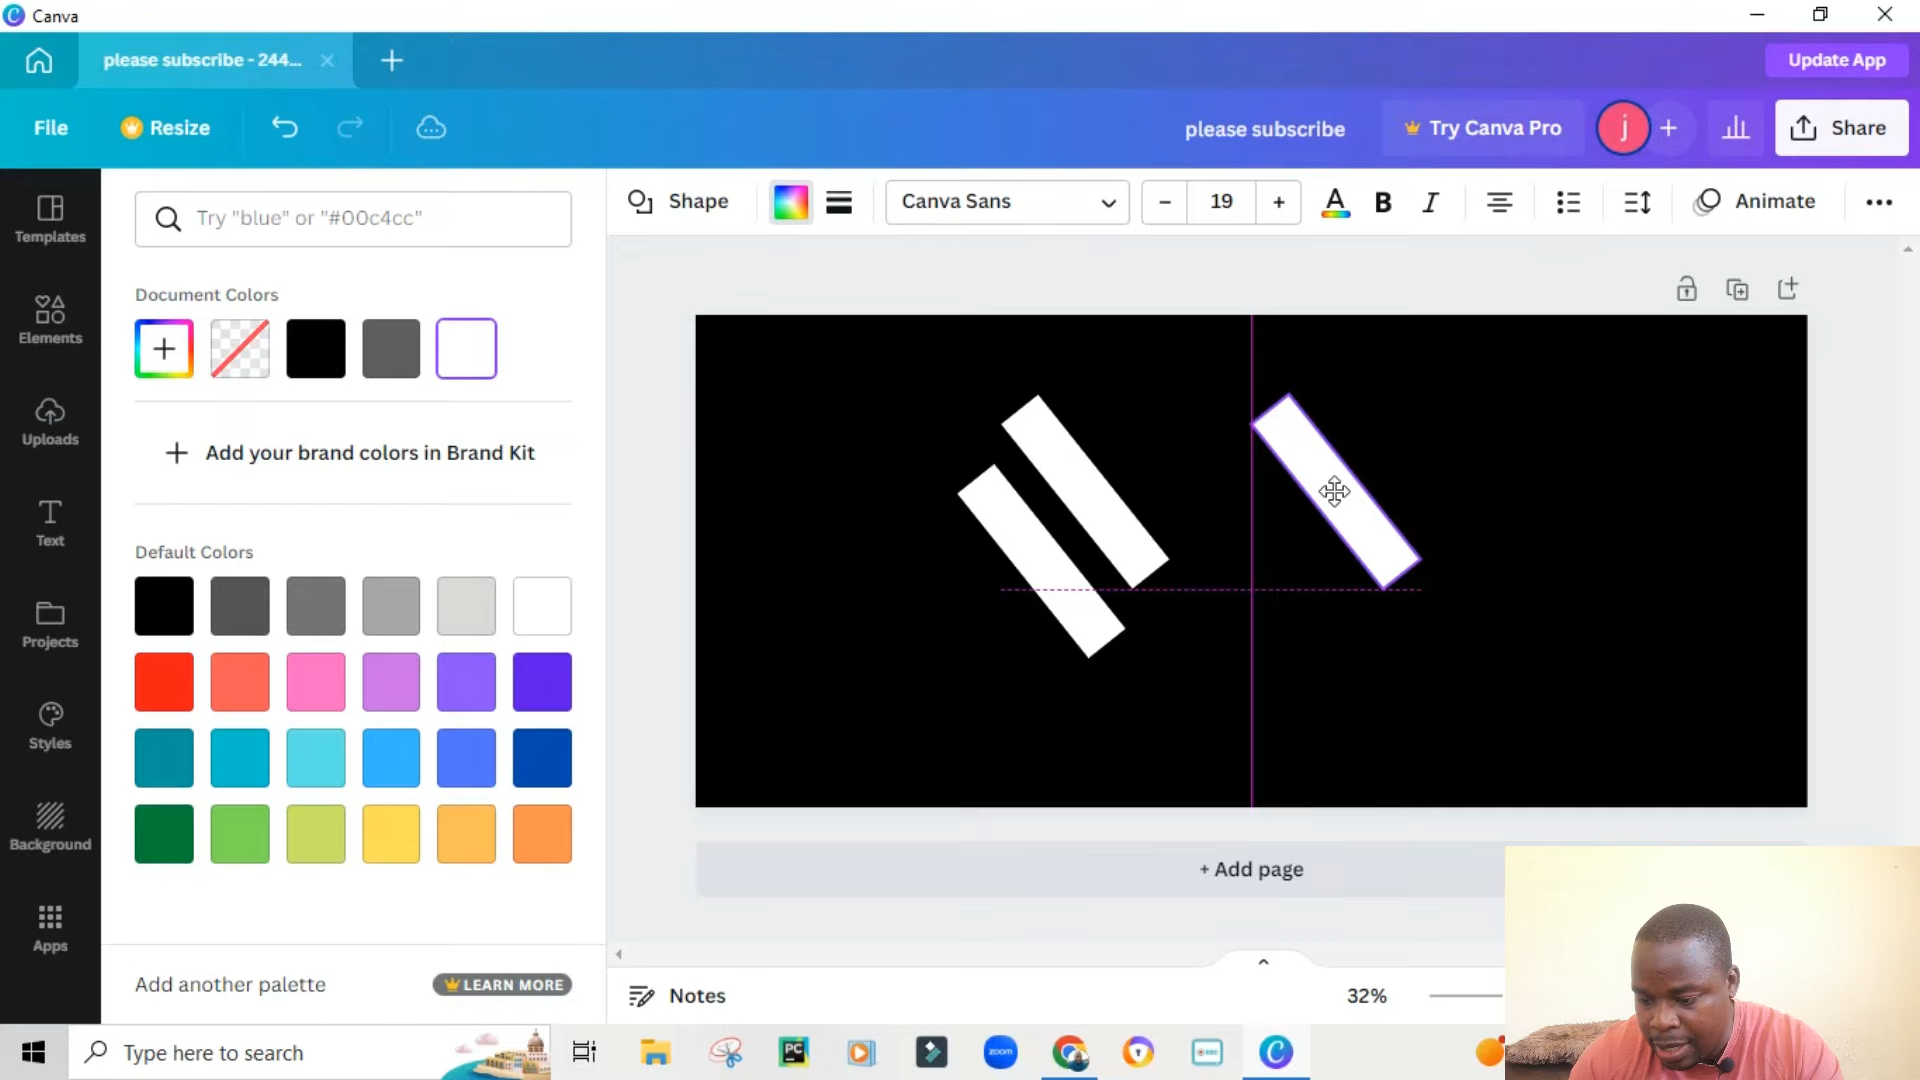 Canva
please subscribe - 244...
Update App
File
Resize
please subscribe
Try Canva Pro
j
Share
Templates
Elements
Uploads
Text
Projects
Styles
Background
Apps
Try "blue" or "#00c4cc"
Shape
Canva Sans
19
A
B
I
Animate
Document Colors
Add your brand colors in Brand Kit
Default Colors
+ Add page
Add another palette
LEARN MORE
Notes
32%
Type here to search
PC
zoom
C